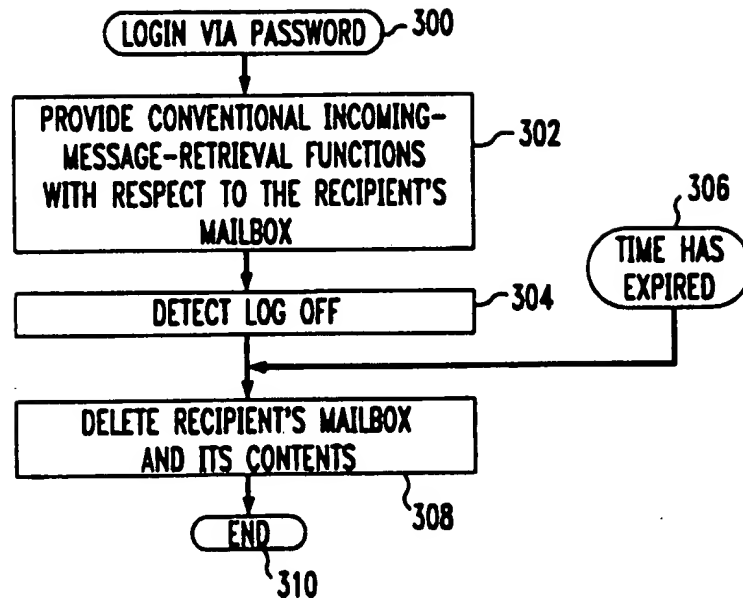 LOGIN VIA PASSWORD
300
PROVIDE CONVENTIONAL INCOMING-
MESSAGE-RETRIEVAL FUNCTIONS
WITH RESPECT TO THE RECIPIENT'S
MAILBOX
302
306
TIME HAS
EXPIRED
DETECT LOG OFF
304
DELETE RECIPIENT'S MAILBOX
AND ITS CONTENTS
308
END
310